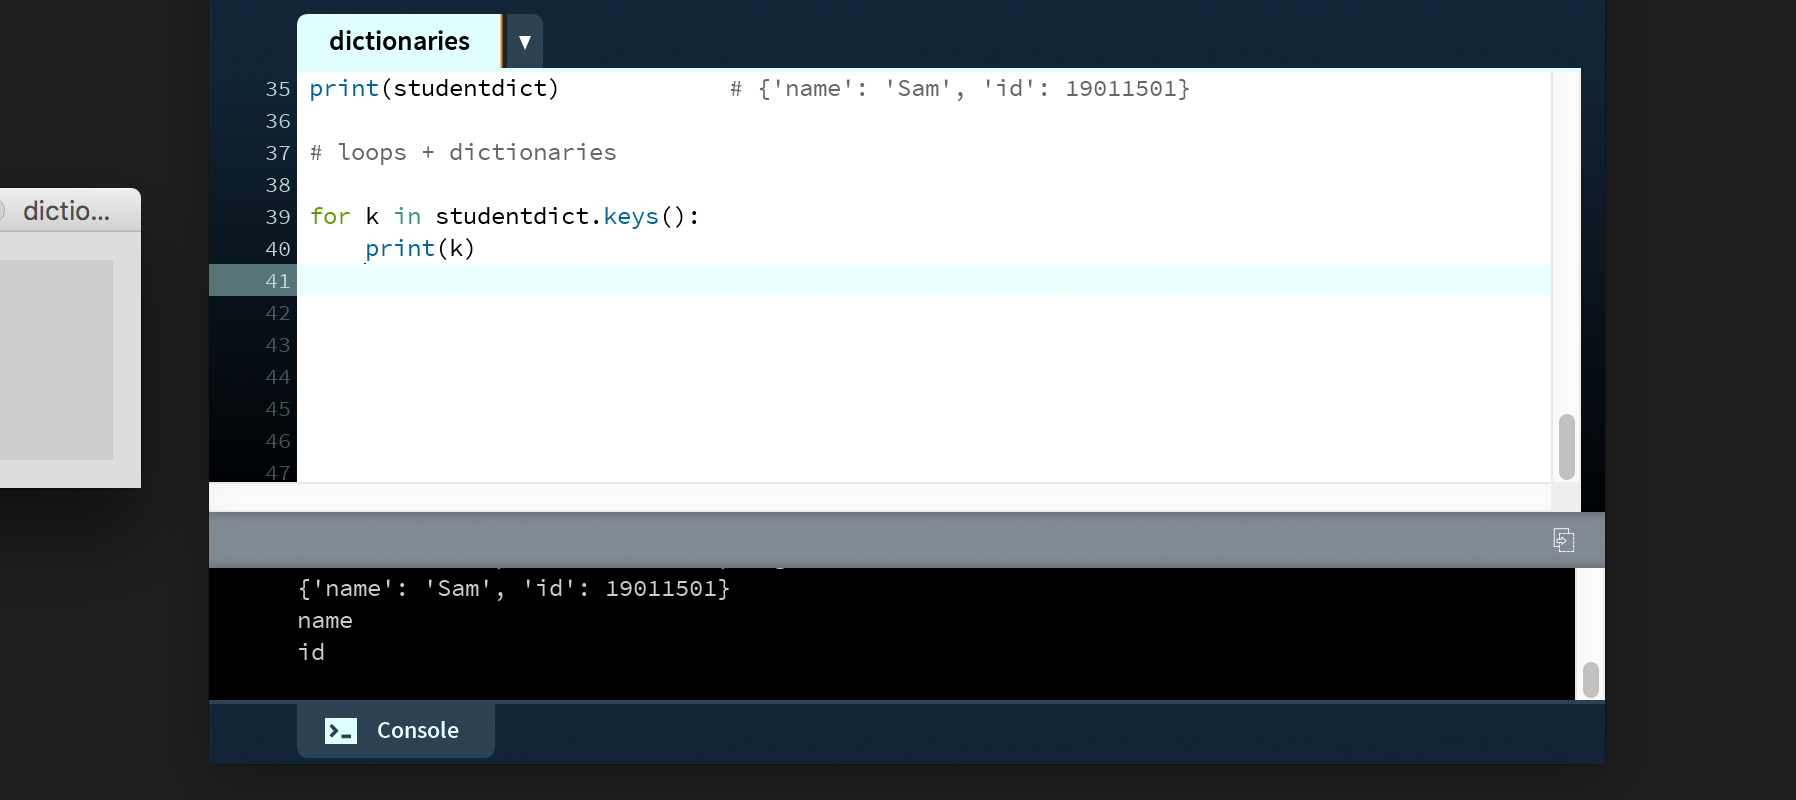 dictionaries ▼
35 print(studentdict) # {'name': 'Sam', 'id': 19011501}
36
37 # loops + dictionaries
38
39 for k in studentdict.keys():
40     print(k)
41
42
43
44
45
46
47
dictio...
{'name': 'Sam', 'id': 19011501}
name
id
Console